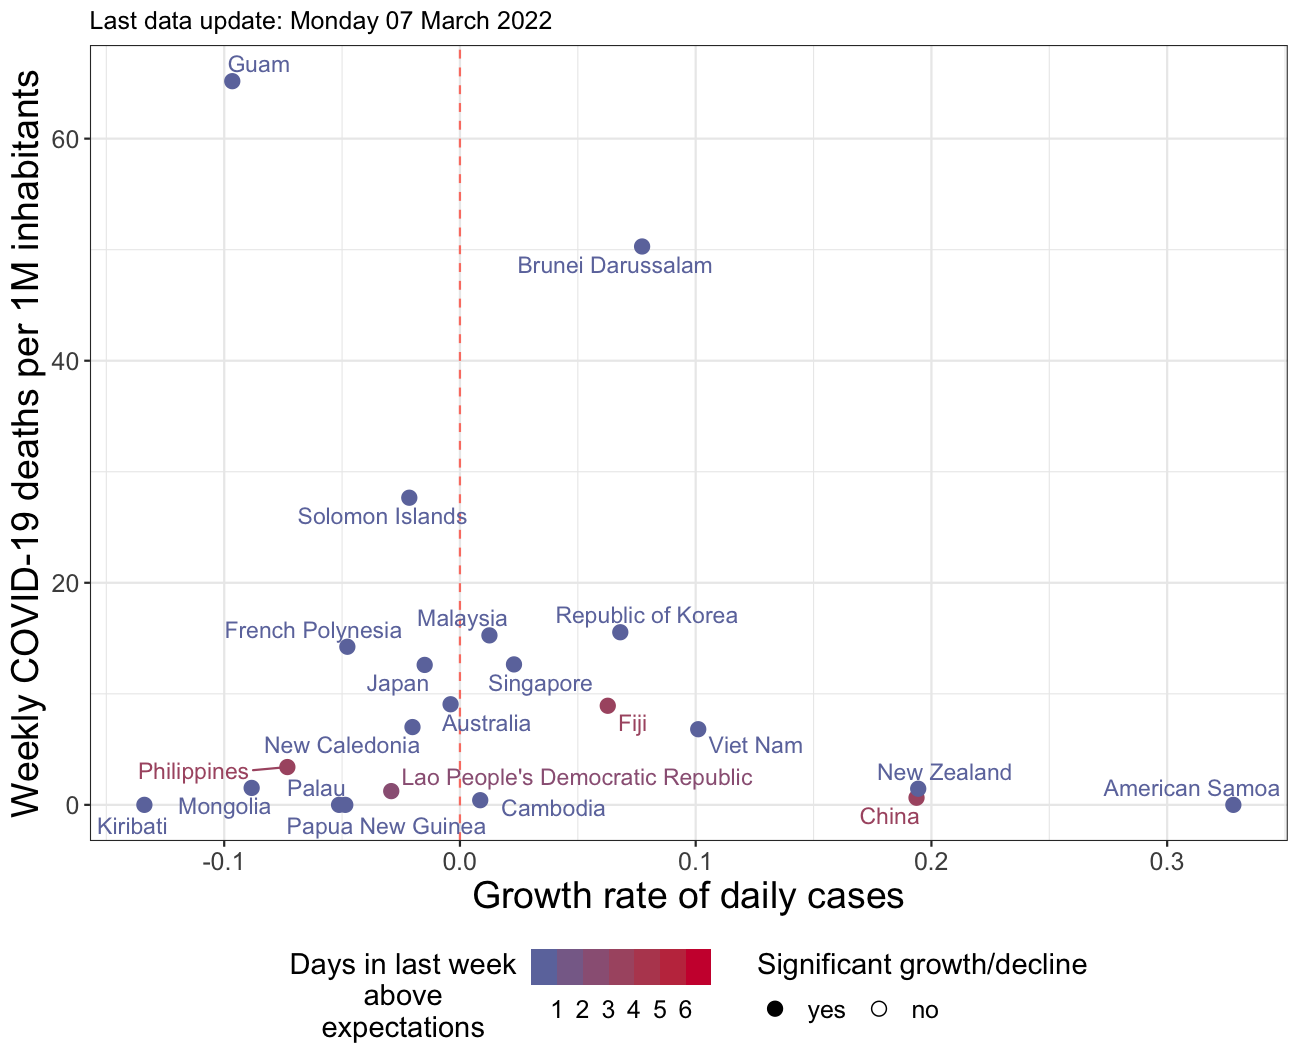 Last data update: Monday 07 March 2022
Weekly COVID-19 deaths per 1M inhabitants
60
40
20
0
Guam
Brunei Darussalam
Solomon Islands
Malaysia
Republic of Korea
French Polynesia
Japan
Singapore
Australia
Fiji
New Caledonia
Viet Nam
Philippines
Lao People's Democratic Republic
New Zealand
Mongolia
Palau
Cambodia
American Samoa
China
Kiribati
Papua New Guinea
-0.1
0.0
0.1
0.2
0.3
Growth rate of daily cases
Days in last week
above
expectations
1 2 3 4 5 6
Significant growth/decline
yes
no